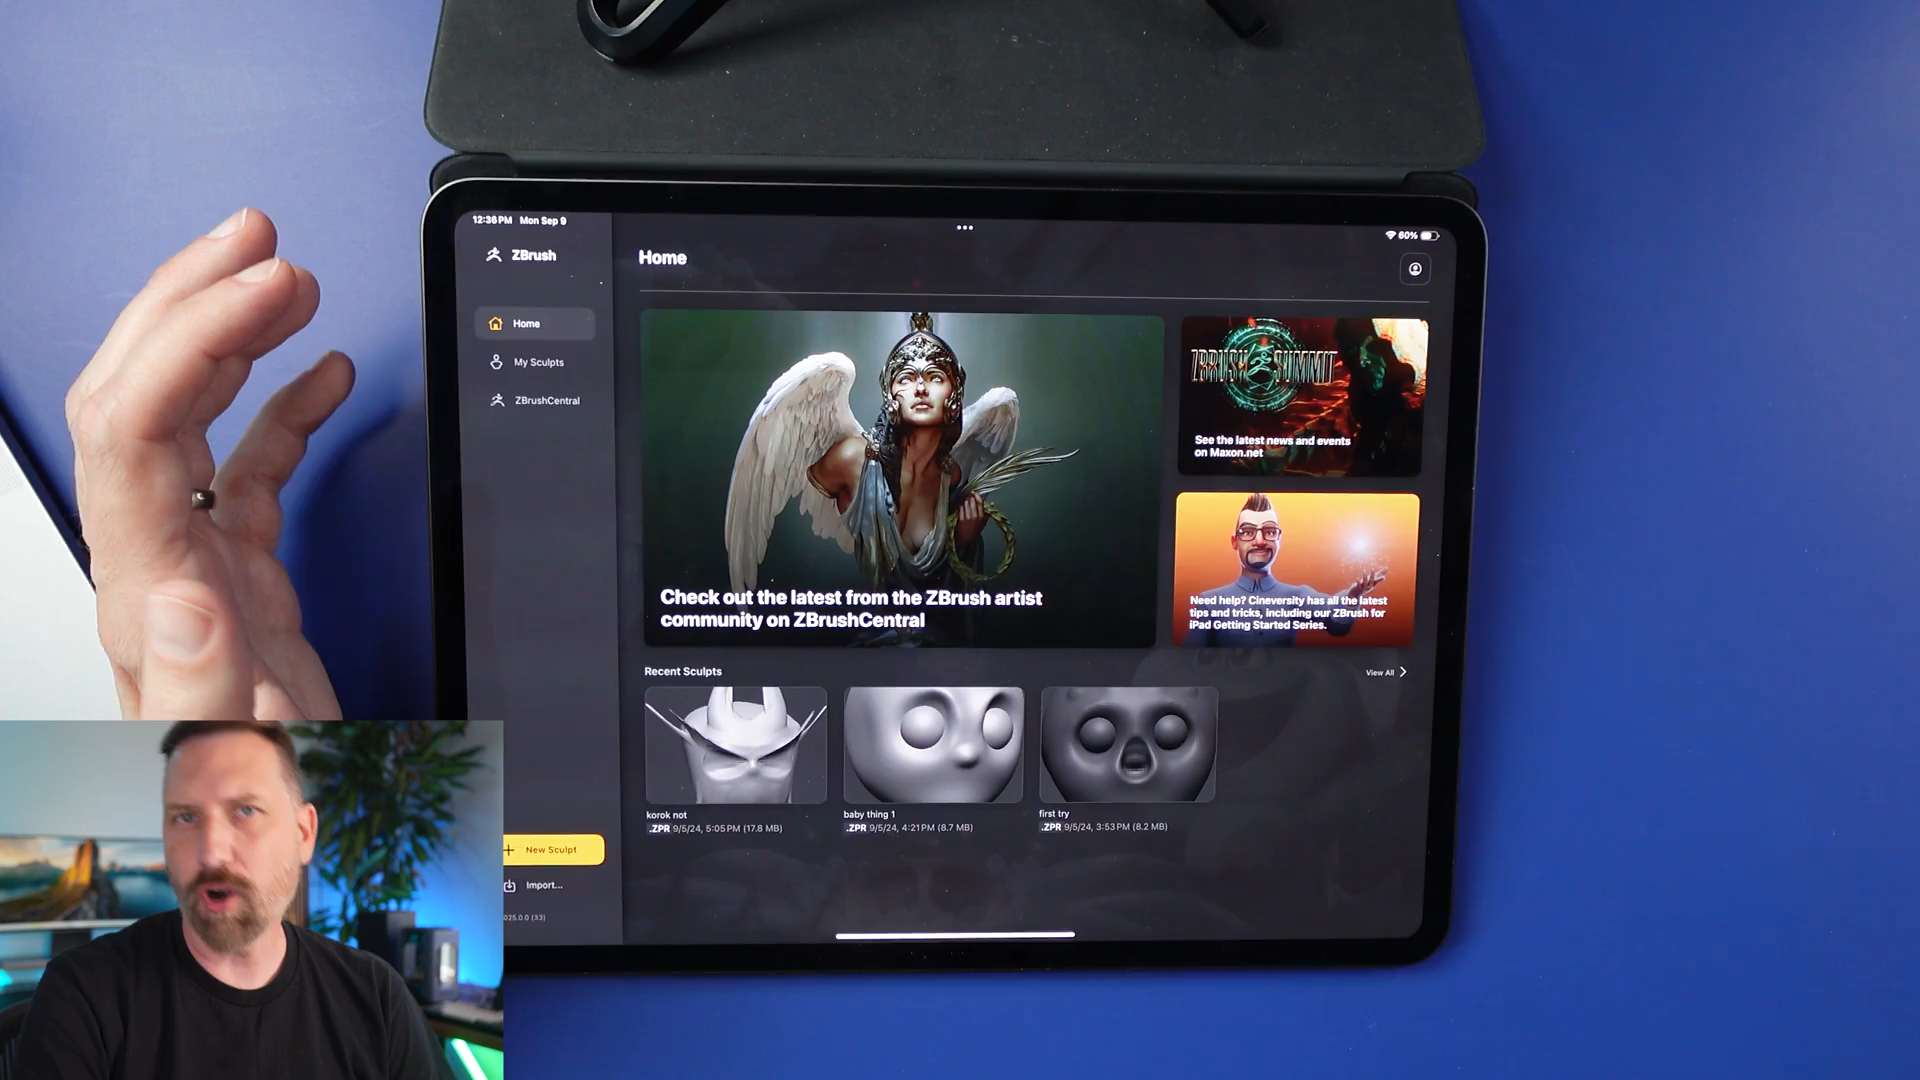 12:36 PM Mon Sep 9
60%
ZBrush
Home
Home
My Sculpts
ZBrushCentral
Check out the latest from the ZBrush artist
community on ZBrushCentral
ZBRUSH SUMMIT
See the latest news and events
on Maxon.net
Need help? Cineversity has all the latest
tips and tricks, including our ZBrush for
iPad Getting Started Series.
Recent Sculpts
View All
korok not
.ZPR 9/5/24, 5:05 PM (17.8 MB)
baby thing 1
.ZPR 9/5/24, 4:21 PM (8.7 MB)
first try
.ZPR 9/5/24, 3:53 PM (8.2 MB)
New Sculpt
Import...
025.0.0 (33)